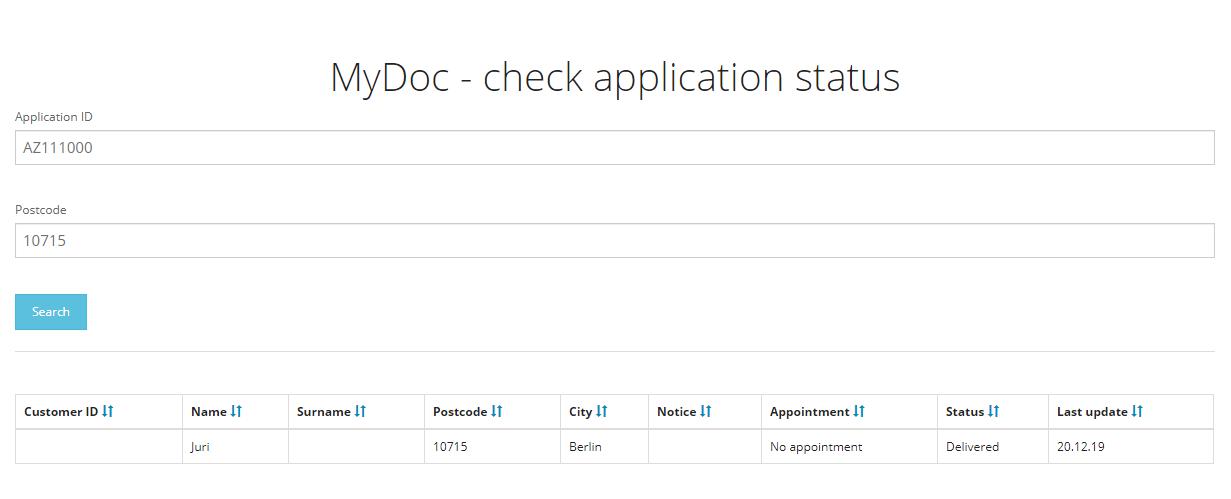 MyDoc - check application status
Application ID
AZ111000
Postcode
10715
Search
Customer ID Name Surname Postcode City Notice Appointment Status Last update
Juri 10715 Berlin No appointment Delivered 20.12.19